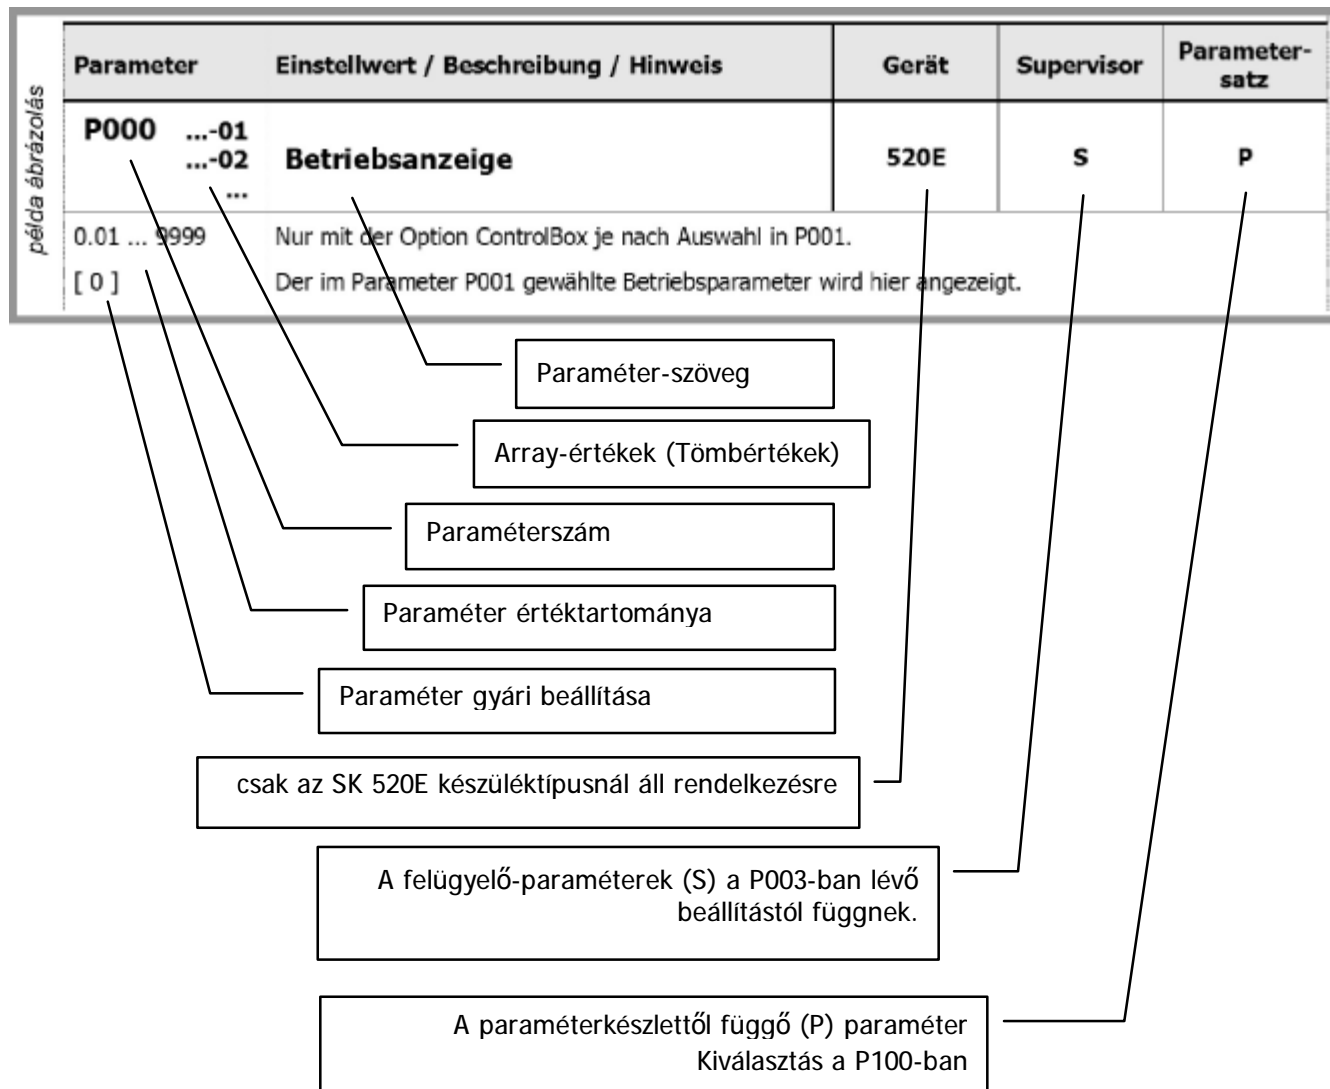 példa ábrázolás
Parameter Einstellwert / Beschreibung / Hinweis Gerät Supervisor Parameter-
satz
P000 ...-01
...-02 Betriebsanzeige 520E S P
...
0.01 ... 9999 Nur mit der Option ControlBox je nach Auswahl in P001.
[ 0 ] Der im Parameter P001 gewählte Betriebsparameter wird hier angezeigt.
Paraméter-szöveg
Array-értékek (Tömbértékek)
Paraméterszám
Paraméter értéktartománya
Paraméter gyári beállítása
csak az SK 520E készüléktípusnál áll rendelkezésre
A felügyelő-paraméterek (S) a P003-ban lévő
beállítástól függnek.
A paraméterkészlettől függő (P) paraméter
Kiválasztás a P100-ban